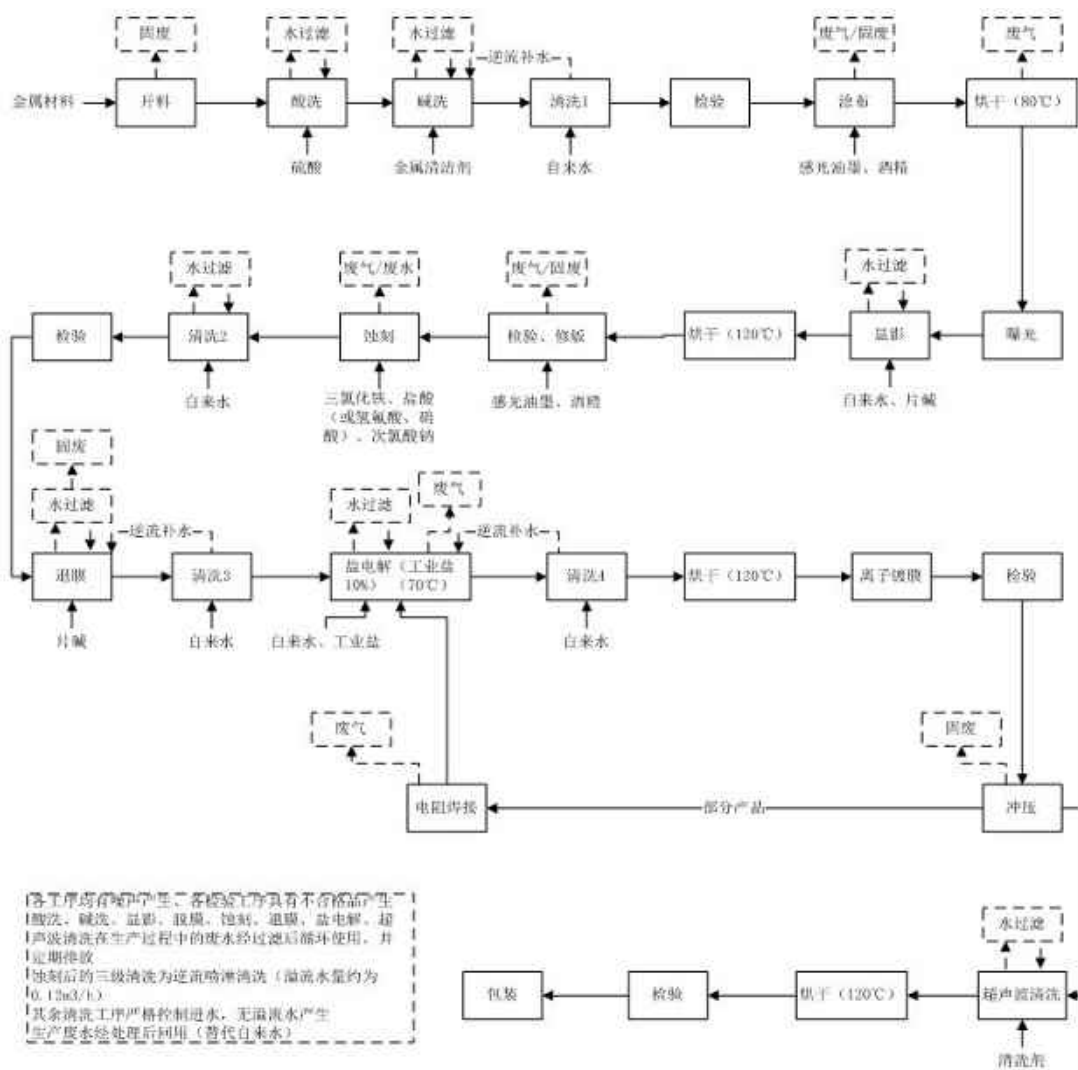 固废
水过滤
水过滤
逆流补水
废气/固废
废气
金属材料
开料
酸洗
碱洗
清洗1
检验
涂布
烘干（80℃）
硫酸
金属清洁剂
自来水
感光油墨、酒精
水过滤
废气/废水
废气/固废
水过滤
检验
清洗2
蚀刻
检验、修版
烘干（120℃）
显影
曝光
自来水
三氯化铁、盐酸
（或氢氟酸、硝
酸）、次氯酸钠
感光油墨、酒精
自来水、片碱
固废
水过滤
逆流补水
水过滤
废气
逆流补水
退膜
清洗3
盐电解（工业盐
10%）（70℃）
清洗4
烘干（120℃）
离子镀膜
检验
片碱
自来水
自来水、工业盐
自来水
废气
固废
电阻焊接
部分产品
冲压
各工序均有噪声产生、各检验工序具有不合格品产生
酸洗、碱洗、显影、脱膜、蚀刻、退膜、盐电解、超
声波清洗在生产过程中的废水经过滤后循环使用，并
定期排放
蚀刻后的三级清洗为逆流喷淋清洗（溢流水量约为
0.12m3/h）
其余清洗工序严格控制进水，无溢流水产生
生产废水经处理后回用（替代自来水）
水过滤
包装
检验
烘干（120℃）
超声波清洗
清洗剂